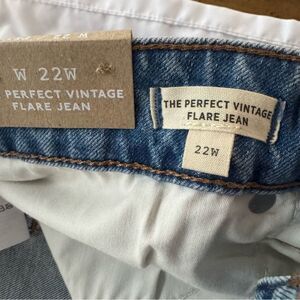 W 22W
PERFECT VINTAGE
FLARE JEAN
THE PERFECT VINTAGE
FLARE JEAN
22W